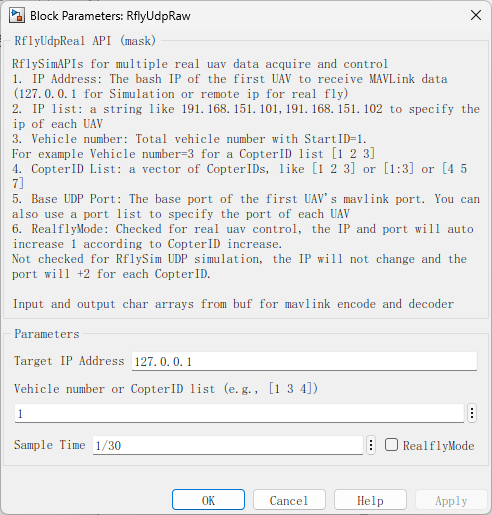 Block Parameters: RflyUdpRaw
RflyUdpReal API (mask)
RflySimAPIs for multiple real uav data acquire and control
1. IP Address: The bash IP of the first UAV to receive MAVLink data
(127.0.0.1 for Simulation or remote ip for real fly)
2. IP list: a string like 191.168.151.101,191.168.151.102 to specify the
ip of each UAV
3. Vehicle number: Total vehicle number with StartID=1.
For example Vehicle number=3 for a CopterID list [1 2 3]
4. CopterID List: a vector of CopterIDs, like [1 2 3] or [1:3] or [4 5
7]
5. Base UDP Port: The base port of the first UAV's mavlink port. You can
also use a port list to specify the port of each UAV
6. RealflyMode: Checked for real uav control, the IP and port will auto
increase 1 according to CopterID increase.
Not checked for RflySim UDP simulation, the IP will not change and the
port will +2 for each CopterID.
Input and output char arrays from buf for mavlink encode and decoder
Parameters
Target IP Address 127.0.0.1
Vehicle number or CopterID list (e.g., [1 3 4])
1
Sample Time 1/30 RealflyMode
OK Cancel Help Apply